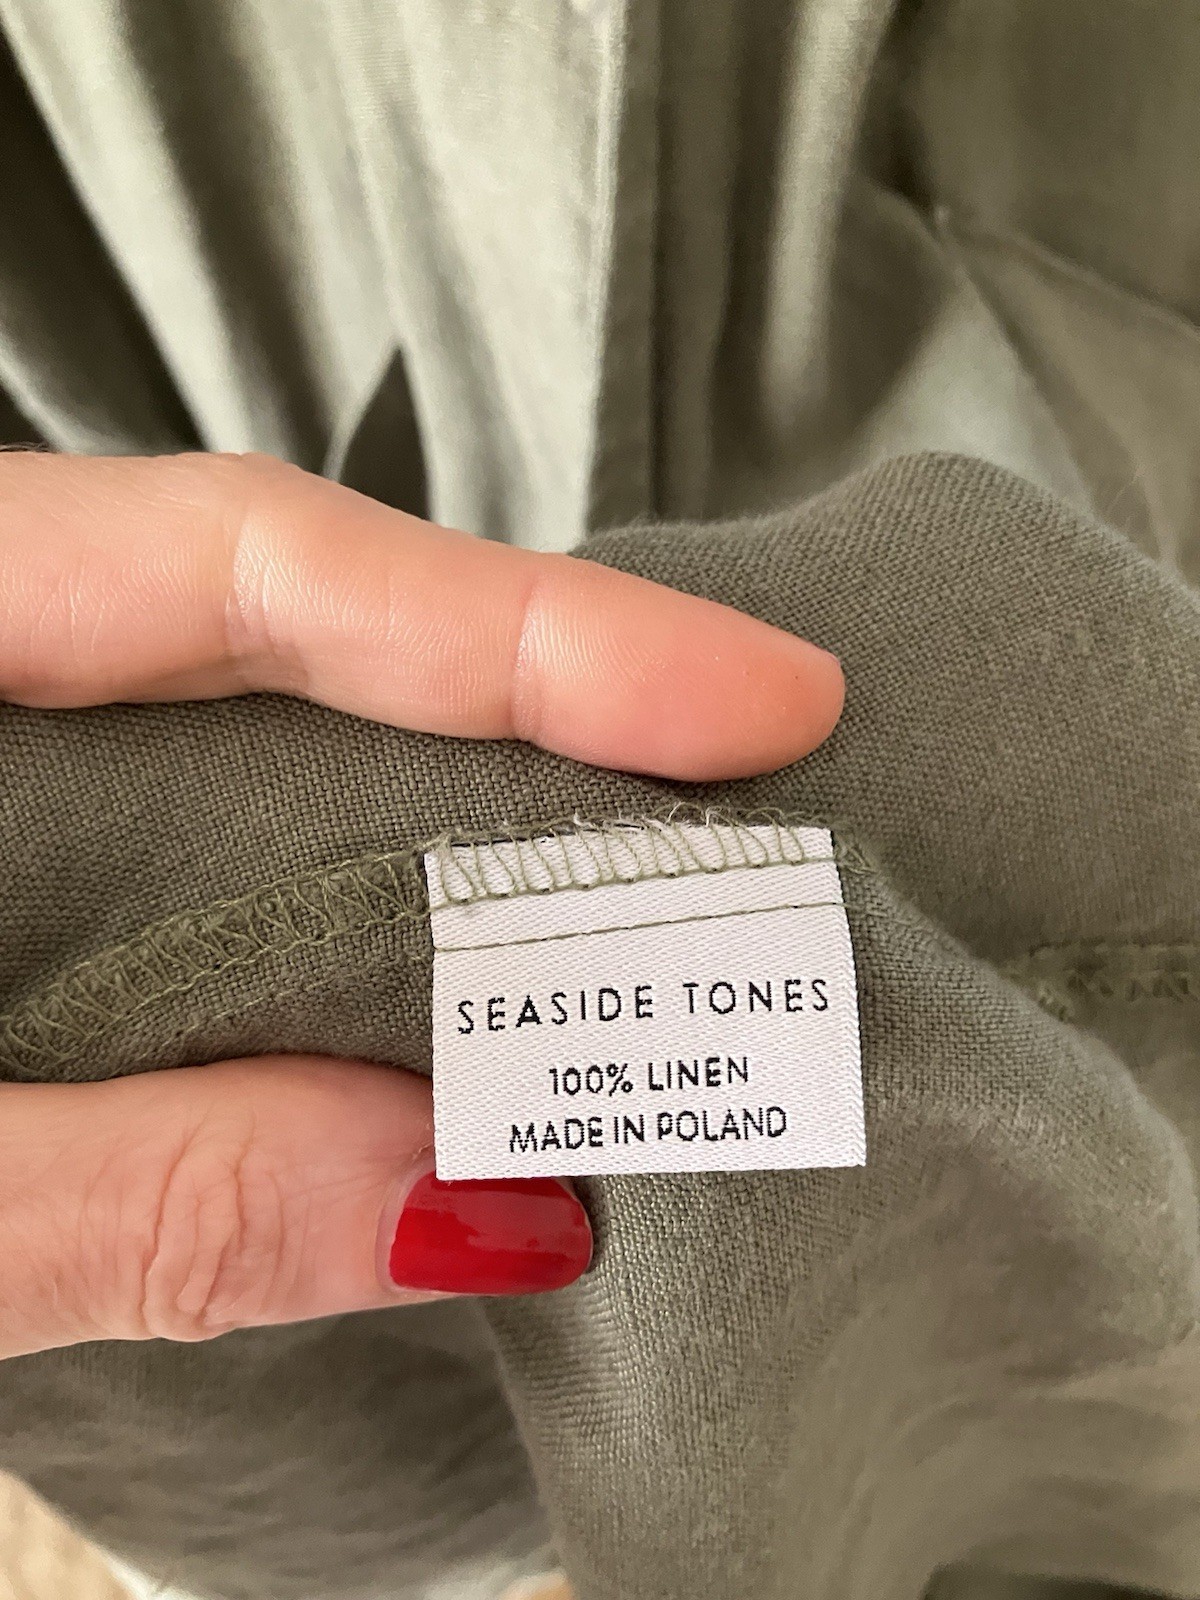 SEASIDE TONES
100% LINEN
MADE IN POLAND